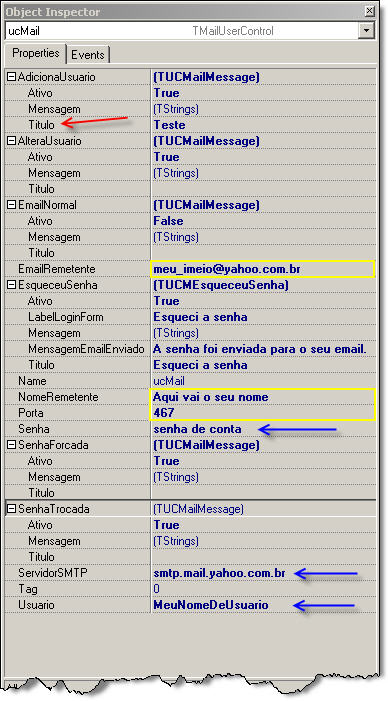 Object Inspector
ucMail TMailUserControl
Properties Events
AdicionaUsuario (TUCMailMessage)
Ativo True
Mensagem (TStrings)
Titulo Teste
AlteraUsuario (TUCMailMessage)
Ativo True
Mensagem (TStrings)
Titulo
EmailNormal (TUCMailMessage)
Ativo False
Mensagem (TStrings)
Titulo
EmailRemetente meu_imeio@yahoo.com.br
EsqueceuSenha (TUCMEsqueceuSenha)
Ativo True
LabelLoginForm Esqueci a senha
Mensagem (TStrings)
MensagemEmailEnviado A senha foi enviada para o seu email.
Titulo Esqueci a senha
Name ucMail
NomeRemetente Aqui vai o seu nome
Porta 467
Senha senha de conta
SenhaForcada (TUCMailMessage)
Ativo True
Mensagem (TStrings)
Titulo
SenhaTrocada (TUCMailMessage)
Ativo True
Mensagem (TStrings)
Titulo
ServidorSMTP smtp.mail.yahoo.com.br
Tag 0
Usuario MeuNomeDeUsuario